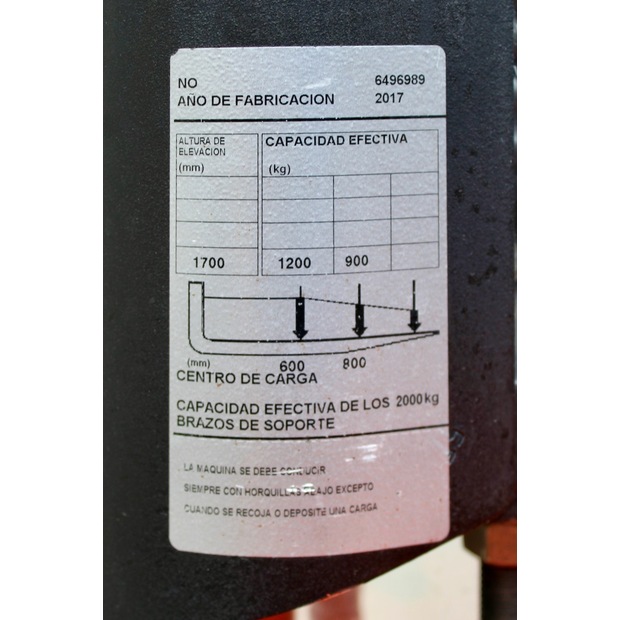 NO 6496989
AÑO DE FABRICACION 2017
ALTURA DE
ELEVACION
(mm)
CAPACIDAD EFECTIVA
(kg)
1700 1200 900
(mm) 600 800
CENTRO DE CARGA
CAPACIDAD EFECTIVA DE LOS 2000kg
BRAZOS DE SOPORTE
LA MAQUINA SE DEBE CONDUCIR
SIEMPRE CON HORQUILLAS ABAJO EXCEPTO
CUANDO SE RECOJA O DEPOSITE UNA CARGA